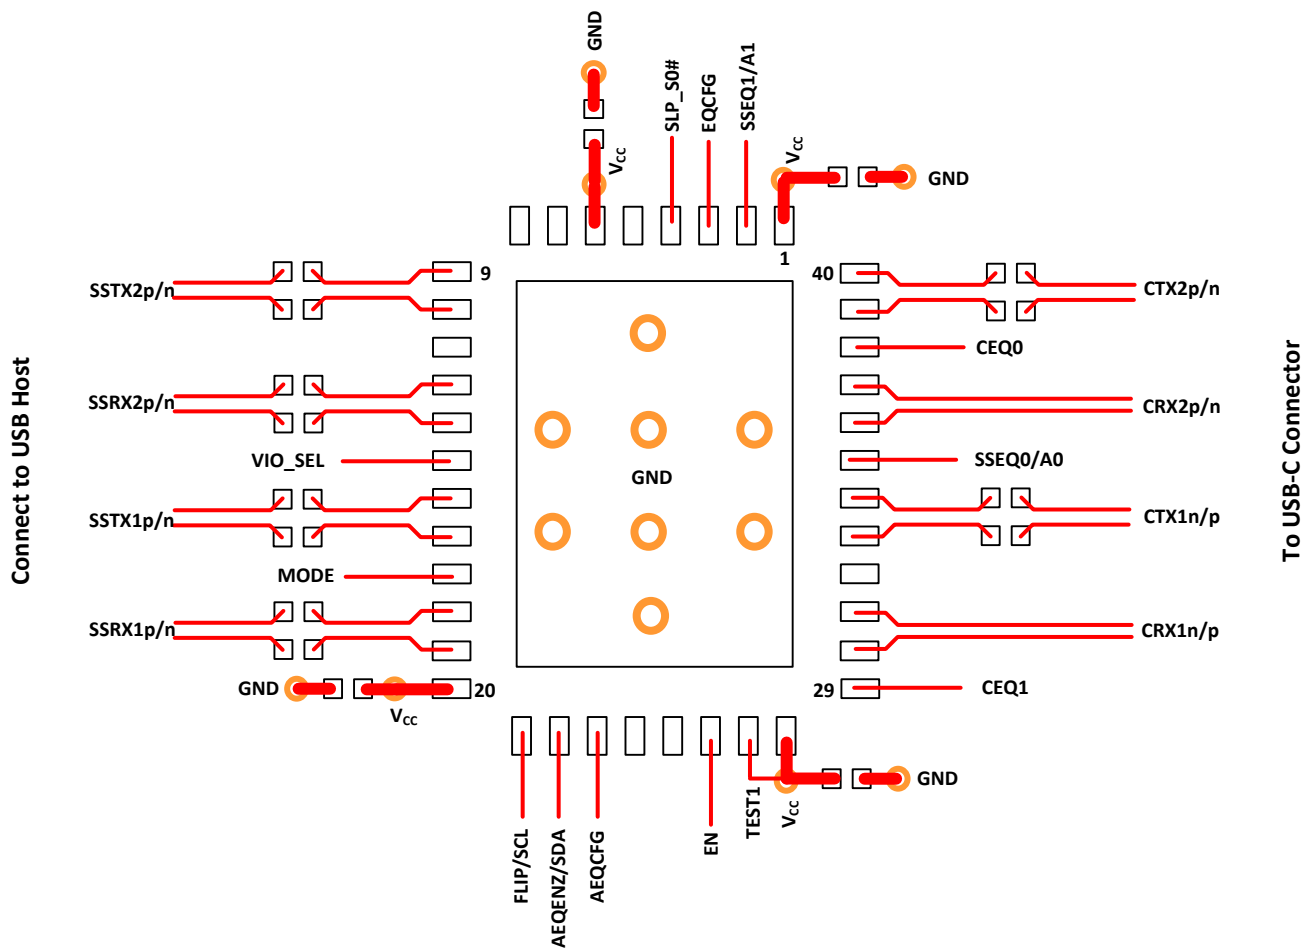 GND
SLP_S0#
EQCFG
SSEQ1/A1
VCC
VCC
GND
1
9
40
SSTX2p/n
CTX2p/n
CEQ0
SSRX2p/n
CRX2p/n
VIO_SEL
SSEQ0/A0
GND
SSTX1p/n
CTX1n/p
MODE
SSRX1p/n
CRX1n/p
GND
20
29
CEQ1
VCC
GND
TEST1
VCC
EN
FLIP/SCL
AEQENZ/SDA
AEQCFG
Connect to USB Host
To USB-C Connector